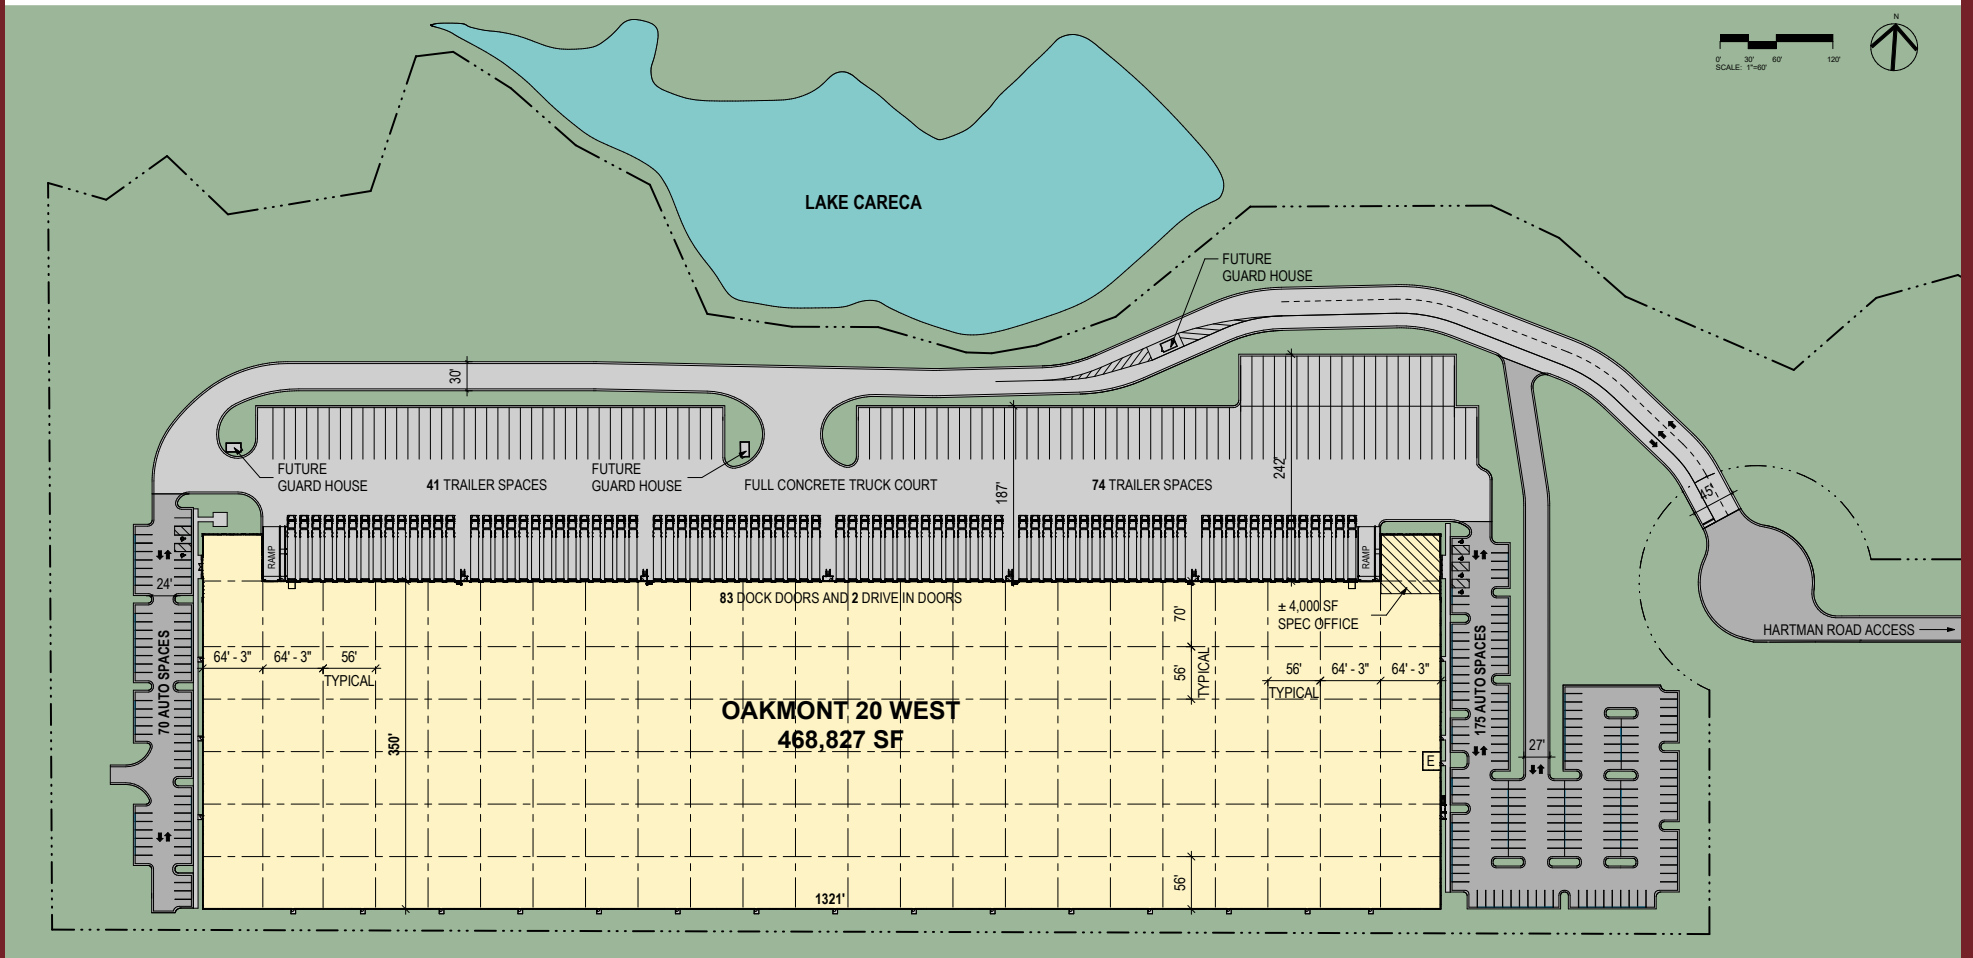 N
0' 30' 60' 120'
SCALE: 1"=60'
LAKE CARECA
FUTURE
GUARD HOUSE
30'
FUTURE
GUARD HOUSE
41 TRAILER SPACES
FUTURE
GUARD HOUSE
FULL CONCRETE TRUCK COURT
187'
74 TRAILER SPACES
242'
45'
RAMP
RAMP
24'
83 DOCK DOORS AND 2 DRIVE IN DOORS
70'
± 4,000 SF
SPEC OFFICE
HARTMAN ROAD ACCESS
70 AUTO SPACES
64' - 3" 64' - 3" 56'
TYPICAL
56'
TYPICAL
56' 64' - 3" 64' - 3"
TYPICAL
175 AUTO SPACES
OAKMONT 20 WEST
468,827 SF
350'
27'
E
56'
1321'